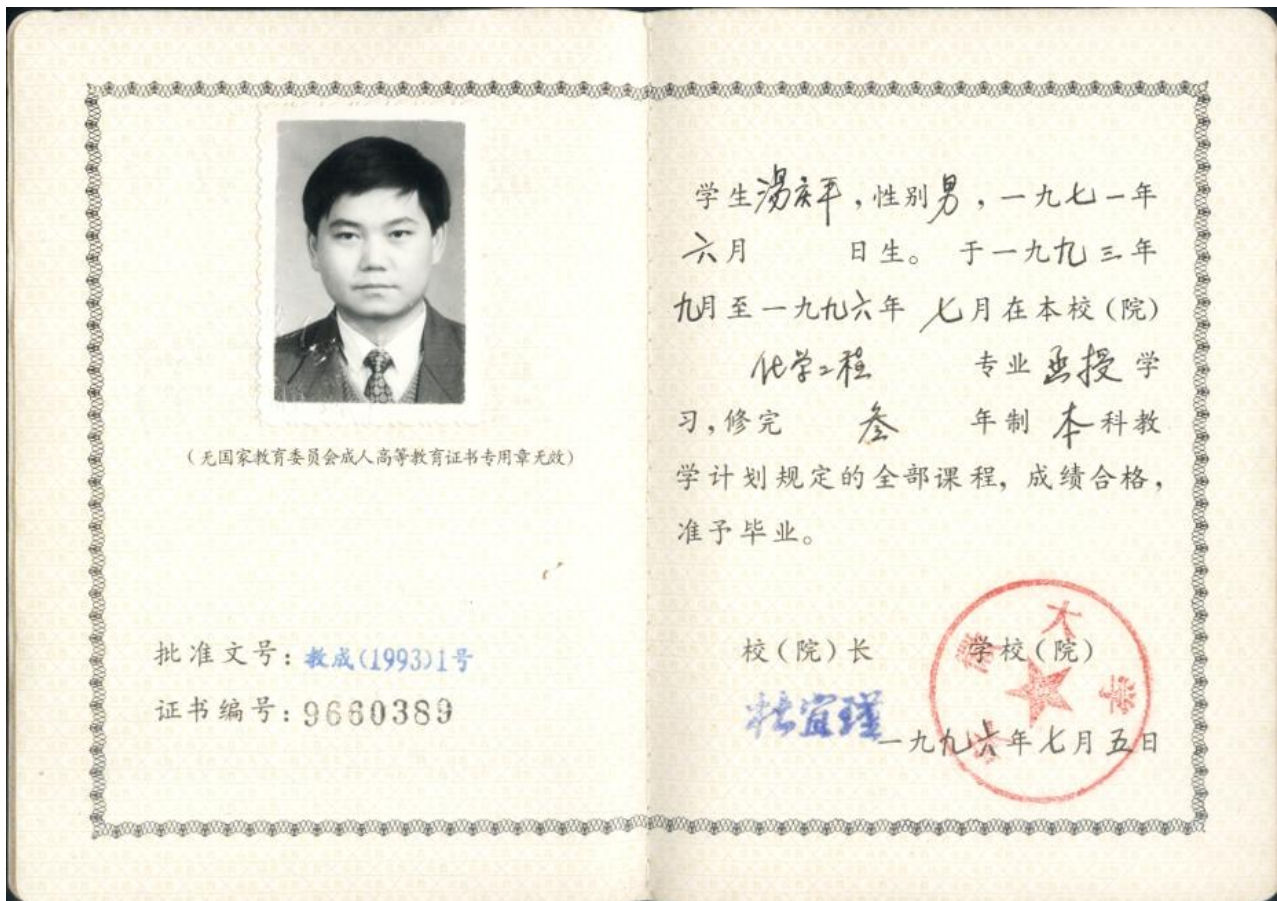 (无国家教育委员会成人高等教育证书专用章无效)
批准文号:教成(1993)1号
证书编号:9660389
学生汤庆平,性别男,一九七一年
六月 日生。于一九九三年
九月至一九九六年 七月在本校(院)
化学工程 专业函授学
习,修完 叁 年制 本科教
学计划规定的全部课程,成绩合格,
准予毕业。
校(院)长 学校(院)
安徽大学
一九九六年七月五日